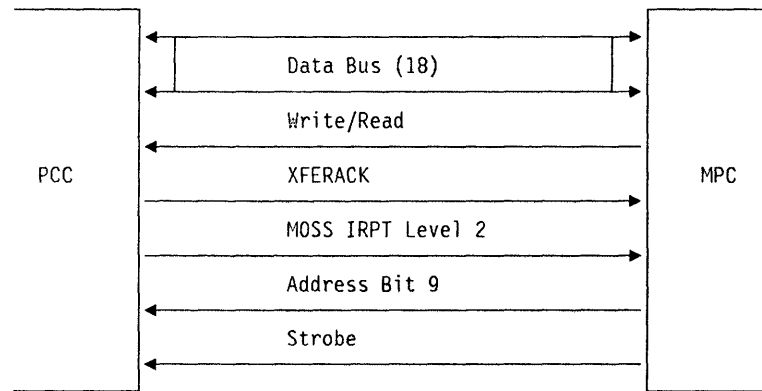 Data Bus (18)
Write/Read
PCC XFERACK MPC
MOSS IRPT Level 2
Address Bit 9
Strobe